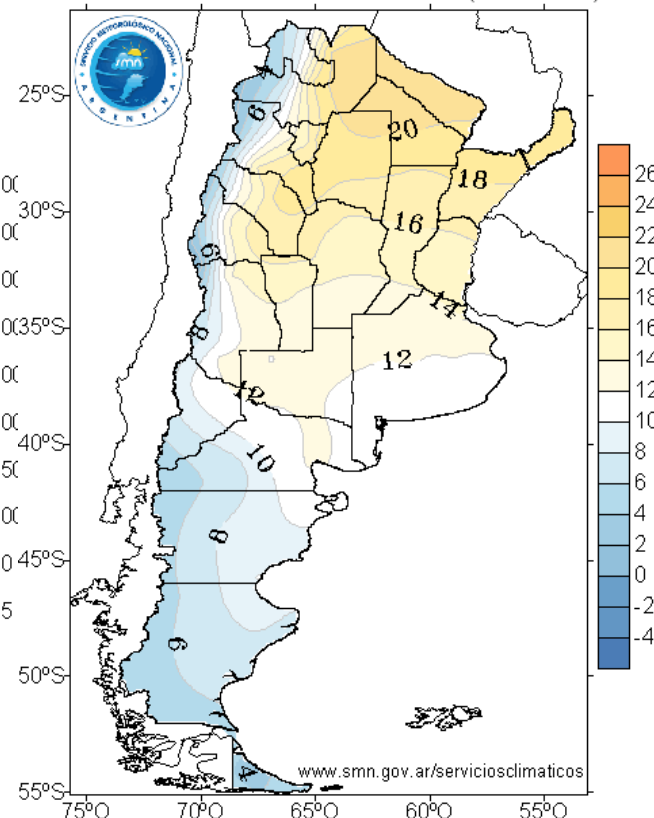 SERVICIO METEOROLÓGICO NACIONAL
smn
ARGENTINA
25ºS
30ºS
35ºS
40ºS
45ºS
50ºS
55ºS
75ºO
70ºO
65ºO
60ºO
55ºO
6
20
18
16
6
14
8
12
12
10
8
6
4
www.smn.gov.ar/serviciosclimaticos
26
24
22
20
18
16
14
12
10
8
6
4
2
0
-2
-4